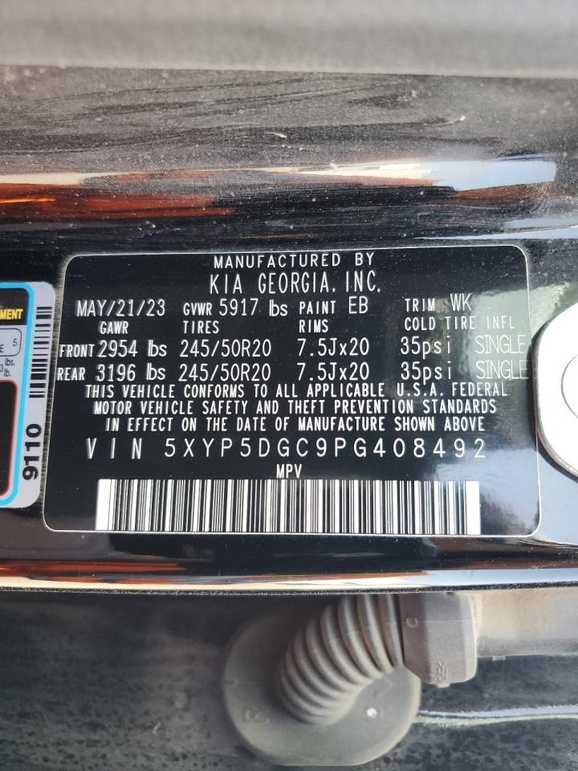 MANUFACTURED BY
KIA GEORGIA, INC.
MAY/21/23 GVWR 5917 lbs PAINT EB TRIM WK
GAWR TIRES RIMS COLD TIRE INFL
FRONT 2954 lbs 245/50R20 7.5Jx20 35psi SINGLE
REAR 3196 lbs 245/50R20 7.5Jx20 35psi SINGLE
THIS VEHICLE CONFORMS TO ALL APPLICABLE U.S.A. FEDERAL
MOTOR VEHICLE SAFETY AND THEFT PREVENTION STANDARDS
IN EFFECT ON THE DATE OF MANUFACTURE SHOWN ABOVE
VIN 5XYP5DGC9PG408492
MPV
5
9110